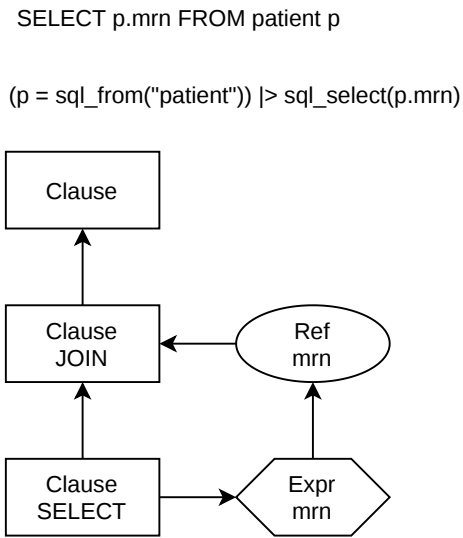 SELECT p.mrn FROM patient p
(p = sql_from("patient")) |> sql_select(p.mrn)
Clause
Clause
JOIN
Ref
mrn
Clause
SELECT
Expr
mrn